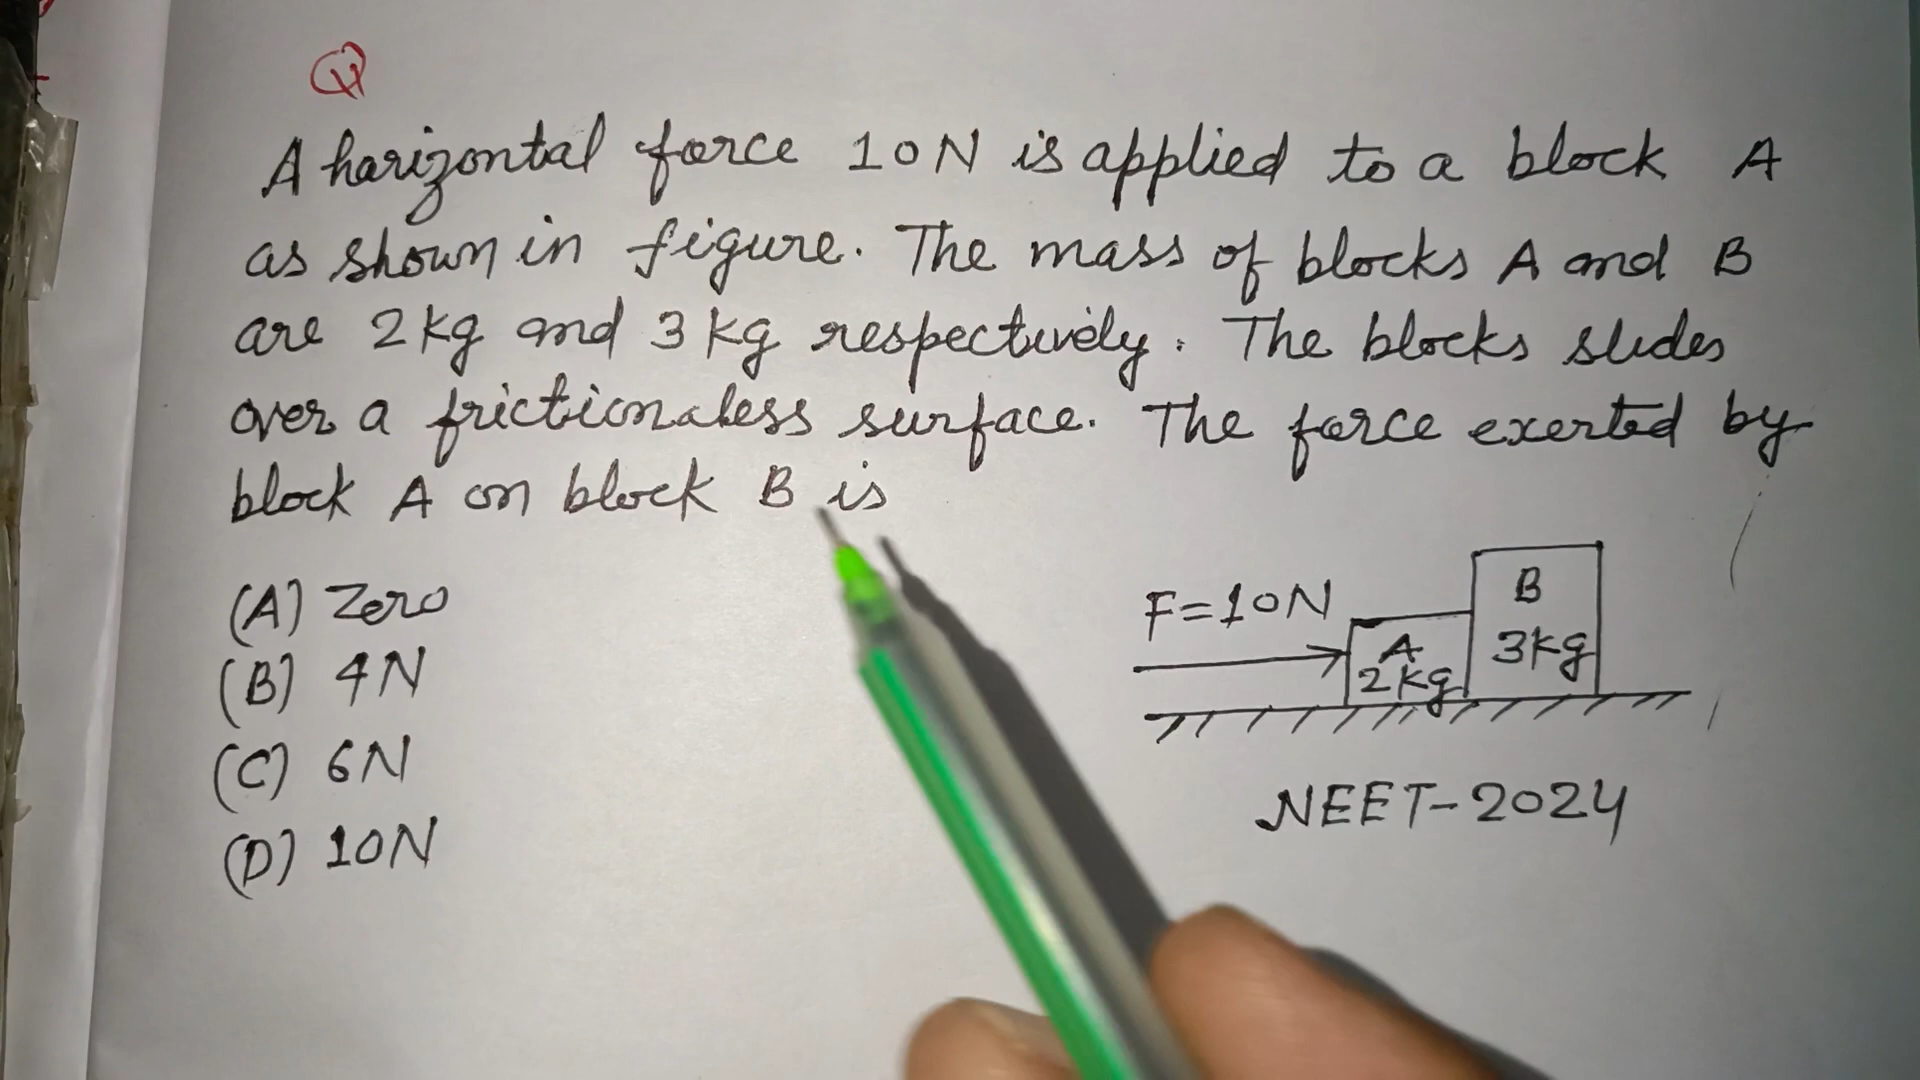 Q
A harizontal force 10N is applied to a block A
as shown in figure. The mass of blocks A and B
are 2kg and 3kg respectively. The blocks slides
over a frictionaless surface. The force exerted by
block A on block B is
(A) Zero
(B) 4N
(C) 6N
(D) 10N
F=10N
A
2kg
B
3kg
NEET-2024